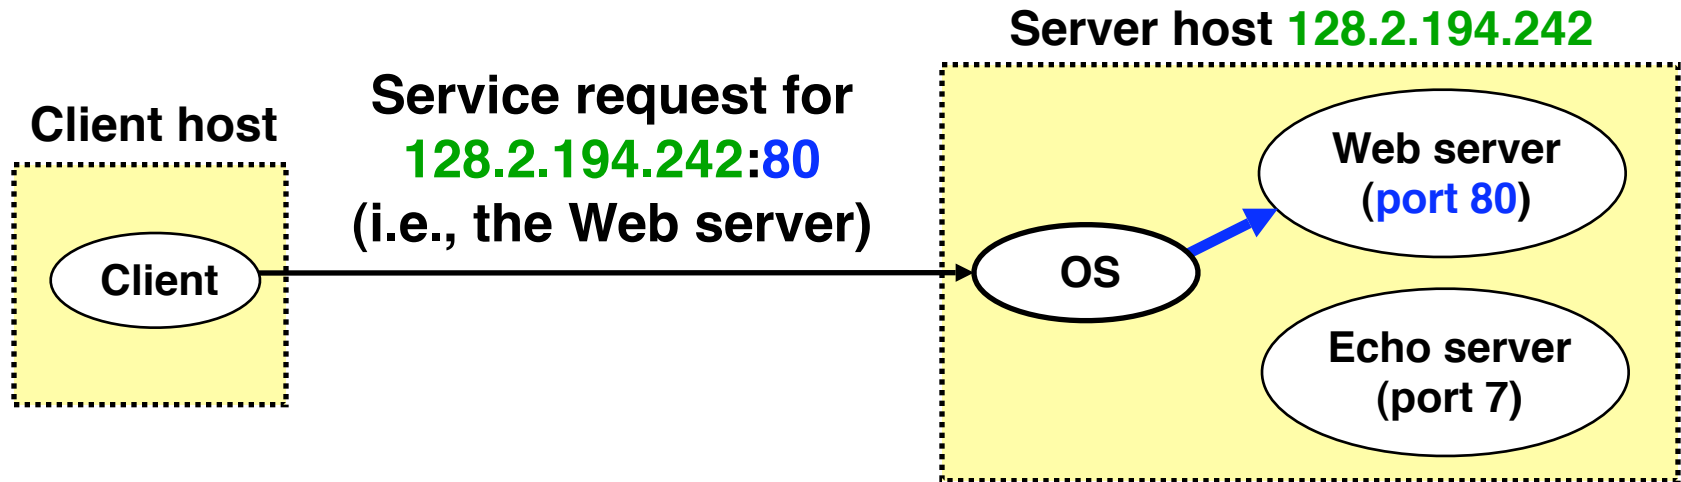 Server host 128.2.194.242
Client host
Service request for
128.2.194.242:80
(i.e., the Web server)
Client
OS
Web server
(port 80)
Echo server
(port 7)